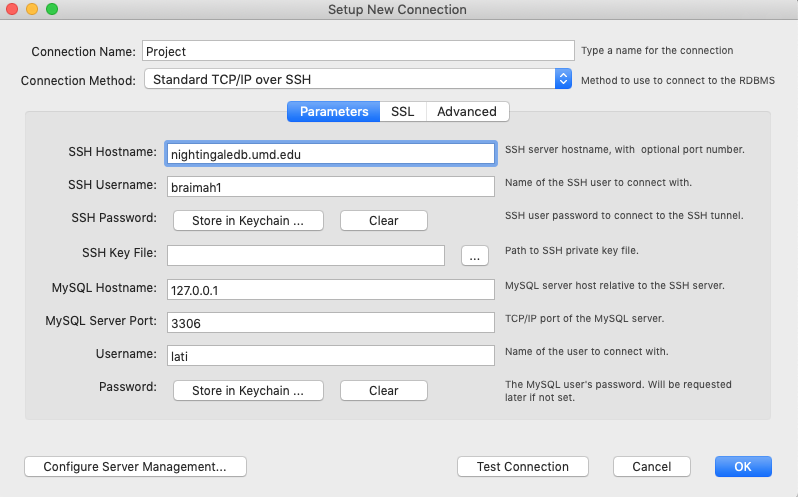 Setup New Connection
Connection Name: Project Type a name for the connection
Connection Method: Standard TCP/IP over SSH Method to use to connect to the RDBMS
Parameters SSL Advanced
SSH Hostname: nightingaledb.umd.edu SSH server hostname, with optional port number.
SSH Username: braimah1 Name of the SSH user to connect with.
SSH Password: Store in Keychain ... Clear SSH user password to connect to the SSH tunnel.
SSH Key File: ... Path to SSH private key file.
MySQL Hostname: 127.0.0.1 MySQL server host relative to the SSH server.
MySQL Server Port: 3306 TCP/IP port of the MySQL server.
Username: lati Name of the user to connect with.
Password: Store in Keychain ... Clear The MySQL user's password. Will be requested
later if not set.
Configure Server Management... Test Connection Cancel OK